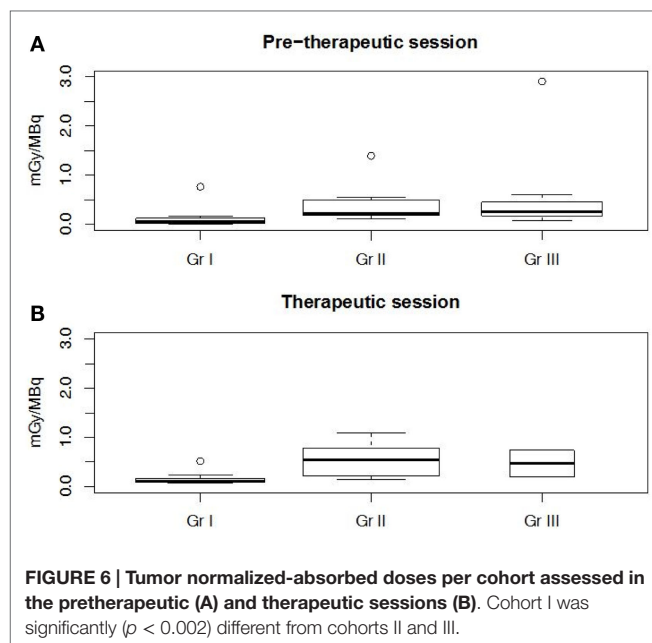 A
Pre-therapeutic session
mGy/MBq
3.0
2.0
1.0
0.0
Gr I Gr II Gr III
B
Therapeutic session
mGy/MBq
3.0
2.0
1.0
0.0
Gr I Gr II Gr III
FIGURE 6 | Tumor normalized-absorbed doses per cohort assessed in
the pretherapeutic (A) and therapeutic sessions (B). Cohort I was
significantly (p < 0.002) different from cohorts II and III.